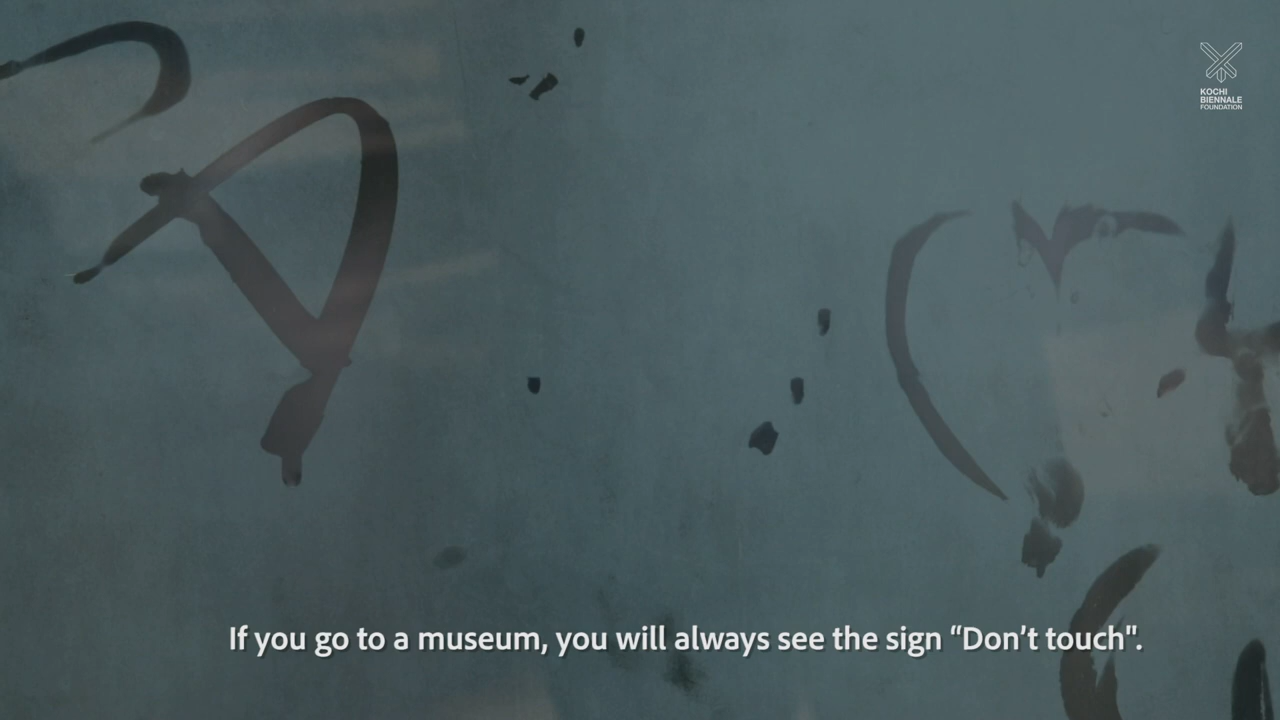 KOCHI
BIENNALE
FOUNDATION
If you go to a museum, you will always see the sign “Don’t touch".